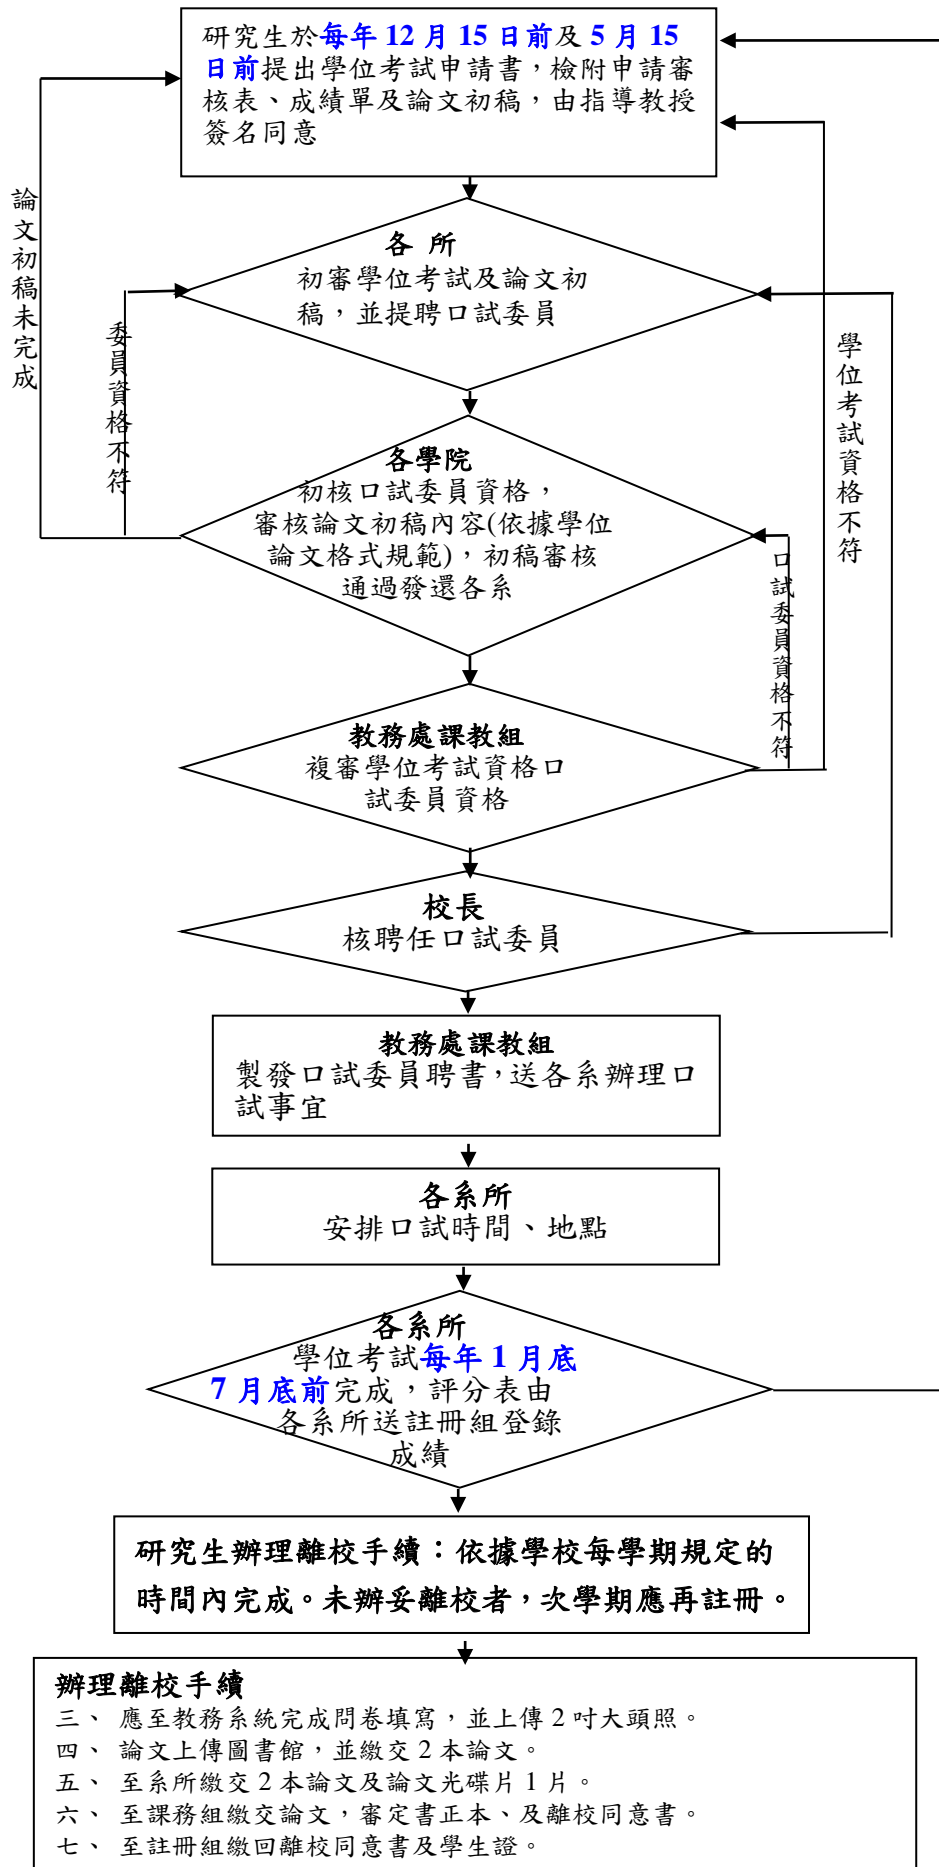 研究生於每年 12 月 15 日前及 5 月 15
日前提出學位考試申請書，檢附申請審
核表、成績單及論文初稿，由指導教授
簽名同意
論文初稿未完成
各 所
初審學位考試及論文初
稿，並提聘口試委員
委員資格不符
學位考試資格不符
各學院
初核口試委員資格，
審核論文初稿內容(依據學位
論文格式規範)，初稿審核
通過發還各系
口試委員資格不符
教務處課教組
複審學位考試資格口
試委員資格
校長
核聘任口試委員
教務處課教組
製發口試委員聘書，送各系辦理口
試事宜
各系所
安排口試時間、地點
各系所
學位考試每年 1 月底
7 月底前完成，評分表由
各系所送註冊組登錄
成績
研究生辦理離校手續：依據學校每學期規定的
時間內完成。未辦妥離校者，次學期應再註冊。
辦理離校手續
三、 應至教務系統完成問卷填寫，並上傳 2 吋大頭照。
四、 論文上傳圖書館，並繳交 2 本論文。
五、 至系所繳交 2 本論文及論文光碟片 1 片。
六、 至課務組繳交論文，審定書正本、及離校同意書。
七、 至註冊組繳回離校同意書及學生證。